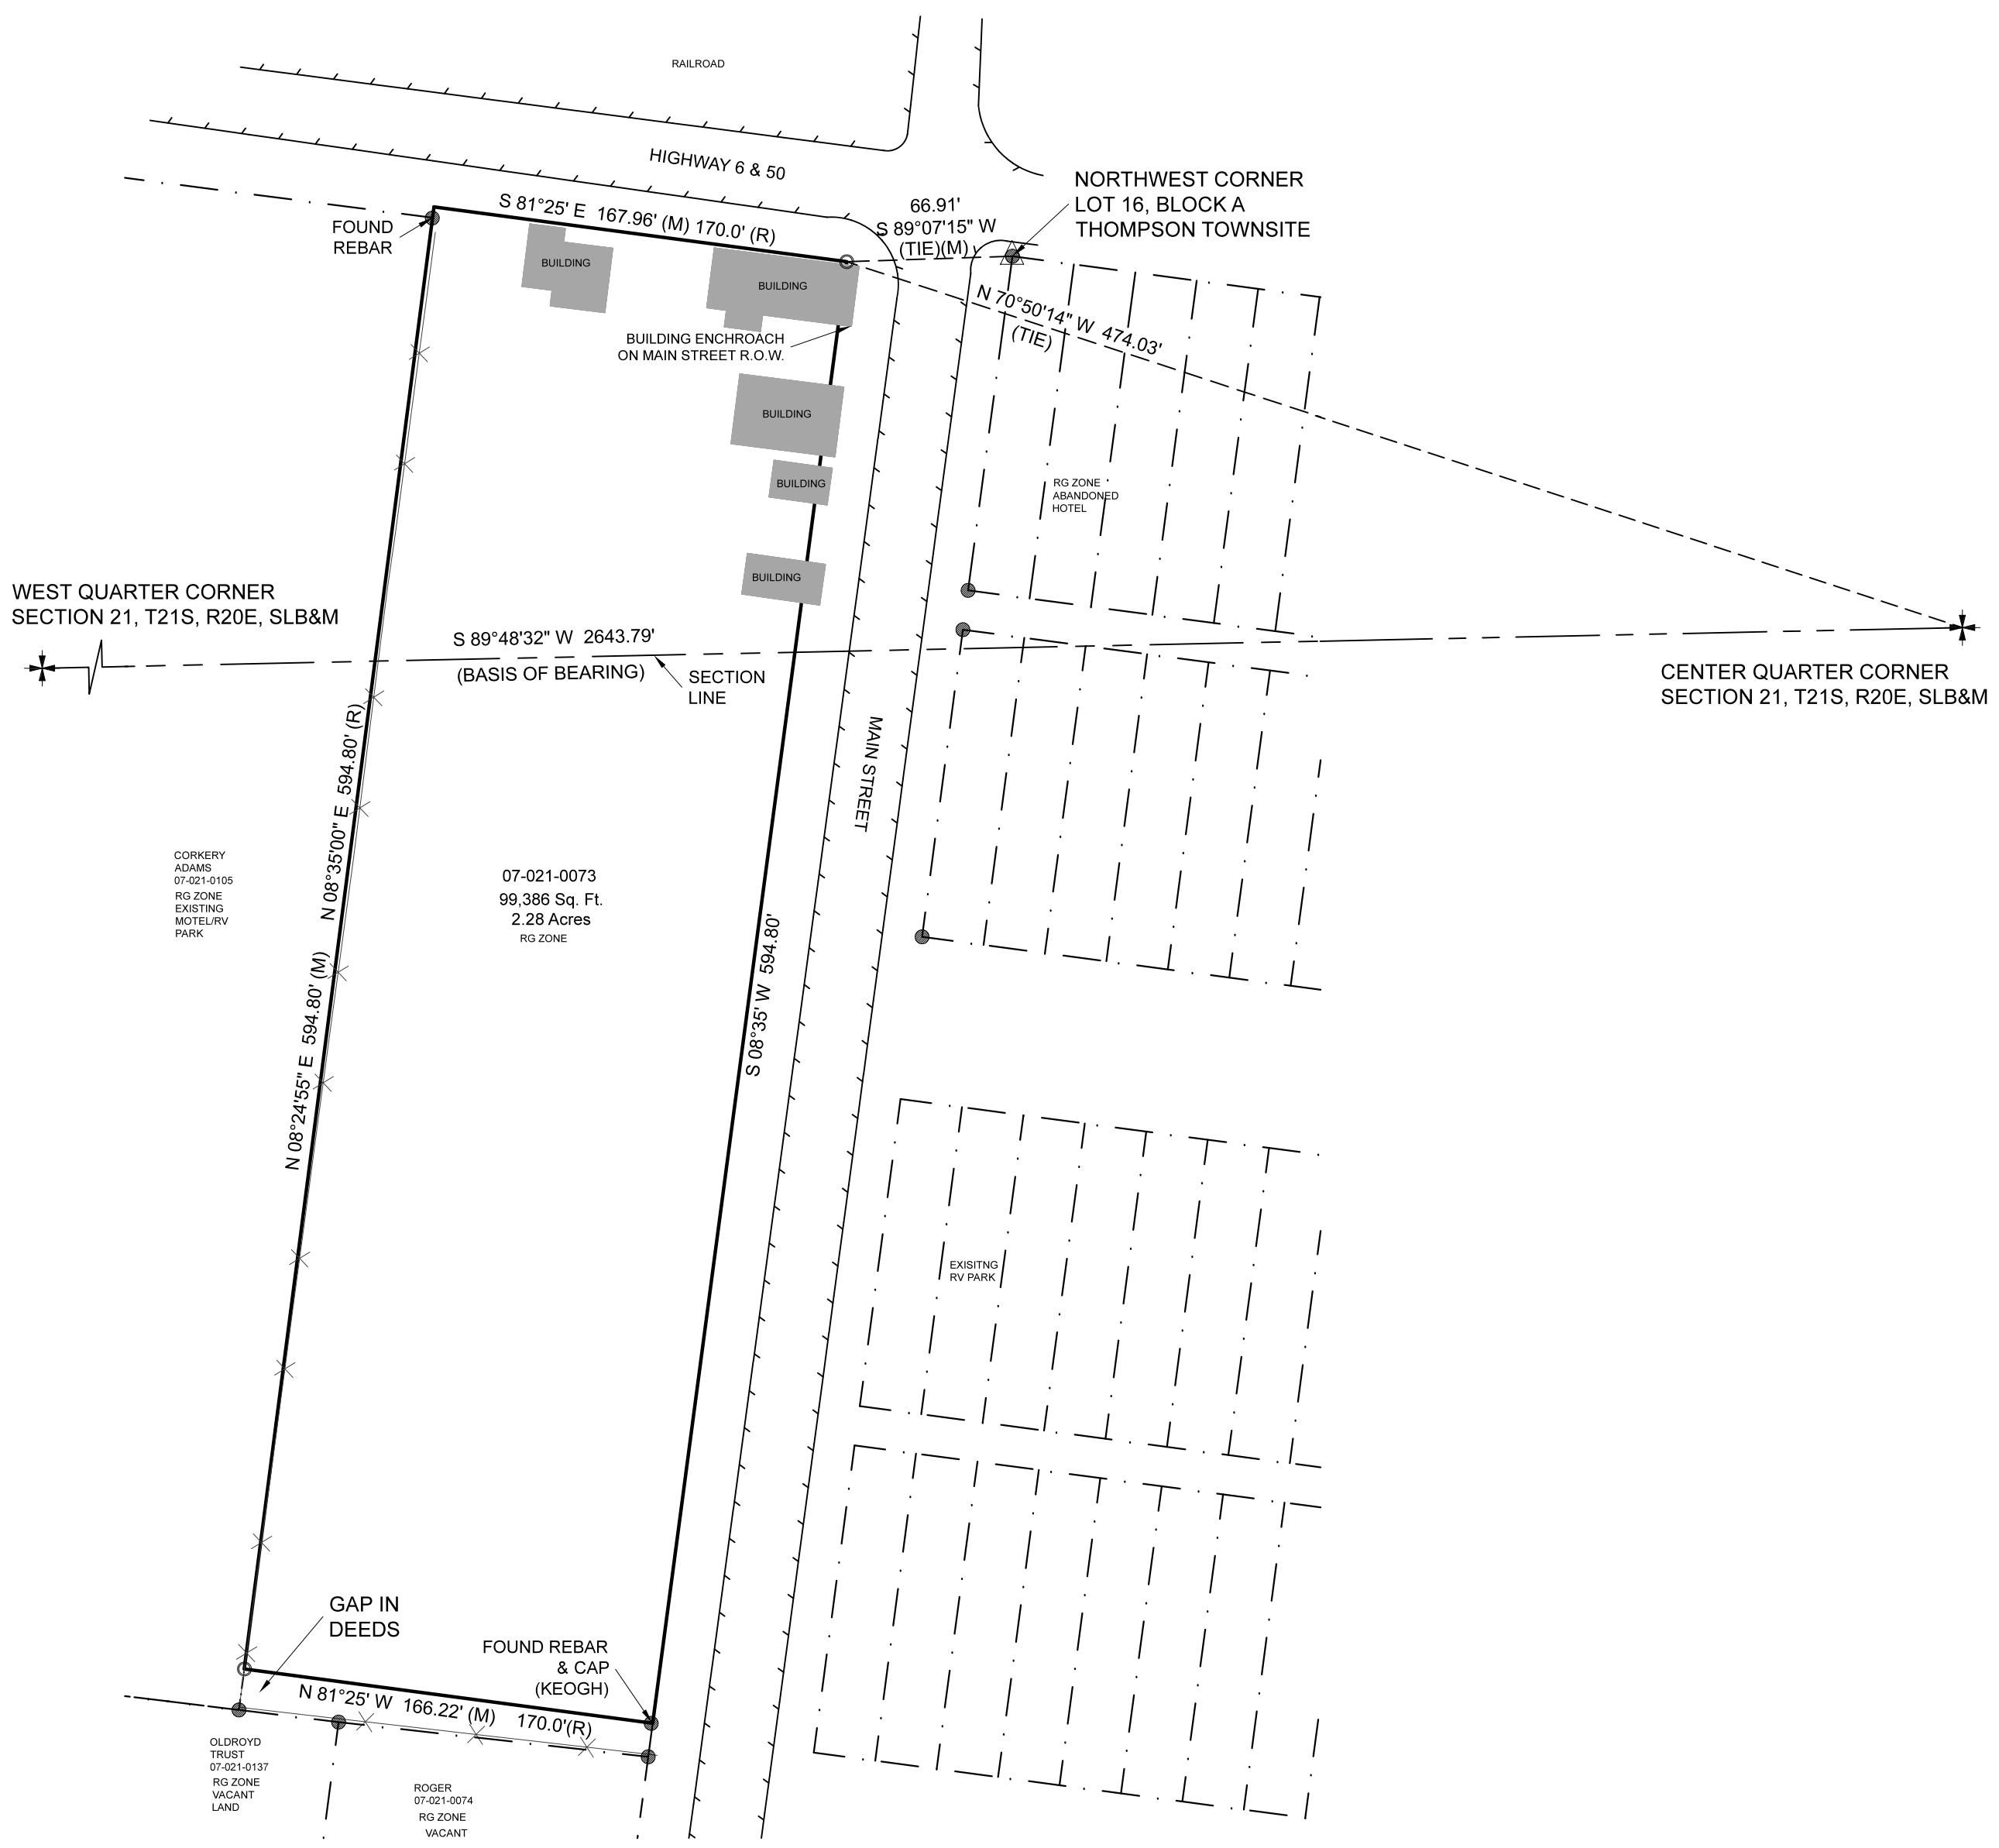 RAILROAD
HIGHWAY 6 & 50
NORTHWEST CORNER
LOT 16, BLOCK A
THOMPSON TOWNSITE
66.91'
S 89°07'15" W
(TIE)(M)
S 81°25' E 167.96' (M) 170.0' (R)
FOUND
REBAR
BUILDING
BUILDING
N 70°50'14" W 474.03'
(TIE)
BUILDING ENCHROACH
ON MAIN STREET R.O.W.
BUILDING
BUILDING
RG ZONE
ABANDONED
HOTEL
BUILDING
WEST QUARTER CORNER
SECTION 21, T21S, R20E, SLB&M
S 89°48'32" W 2643.79'
(BASIS OF BEARING)
SECTION
LINE
CENTER QUARTER CORNER
SECTION 21, T21S, R20E, SLB&M
MAIN STREET
N 08°35'00" E 594.80' (R)
N 08°24'55" E 594.80' (M)
CORKERY
ADAMS
07-021-0105
RG ZONE
EXISTING
MOTEL/RV
PARK
07-021-0073
99,386 Sq. Ft.
2.28 Acres
RG ZONE
S 08°35' W 594.80'
EXISITNG
RV PARK
GAP IN
DEEDS
FOUND REBAR
& CAP
(KEOGH)
N 81°25' W 166.22' (M) 170.0'(R)
OLDROYD
TRUST
07-021-0137
RG ZONE
VACANT
LAND
ROGER
07-021-0074
RG ZONE
VACANT